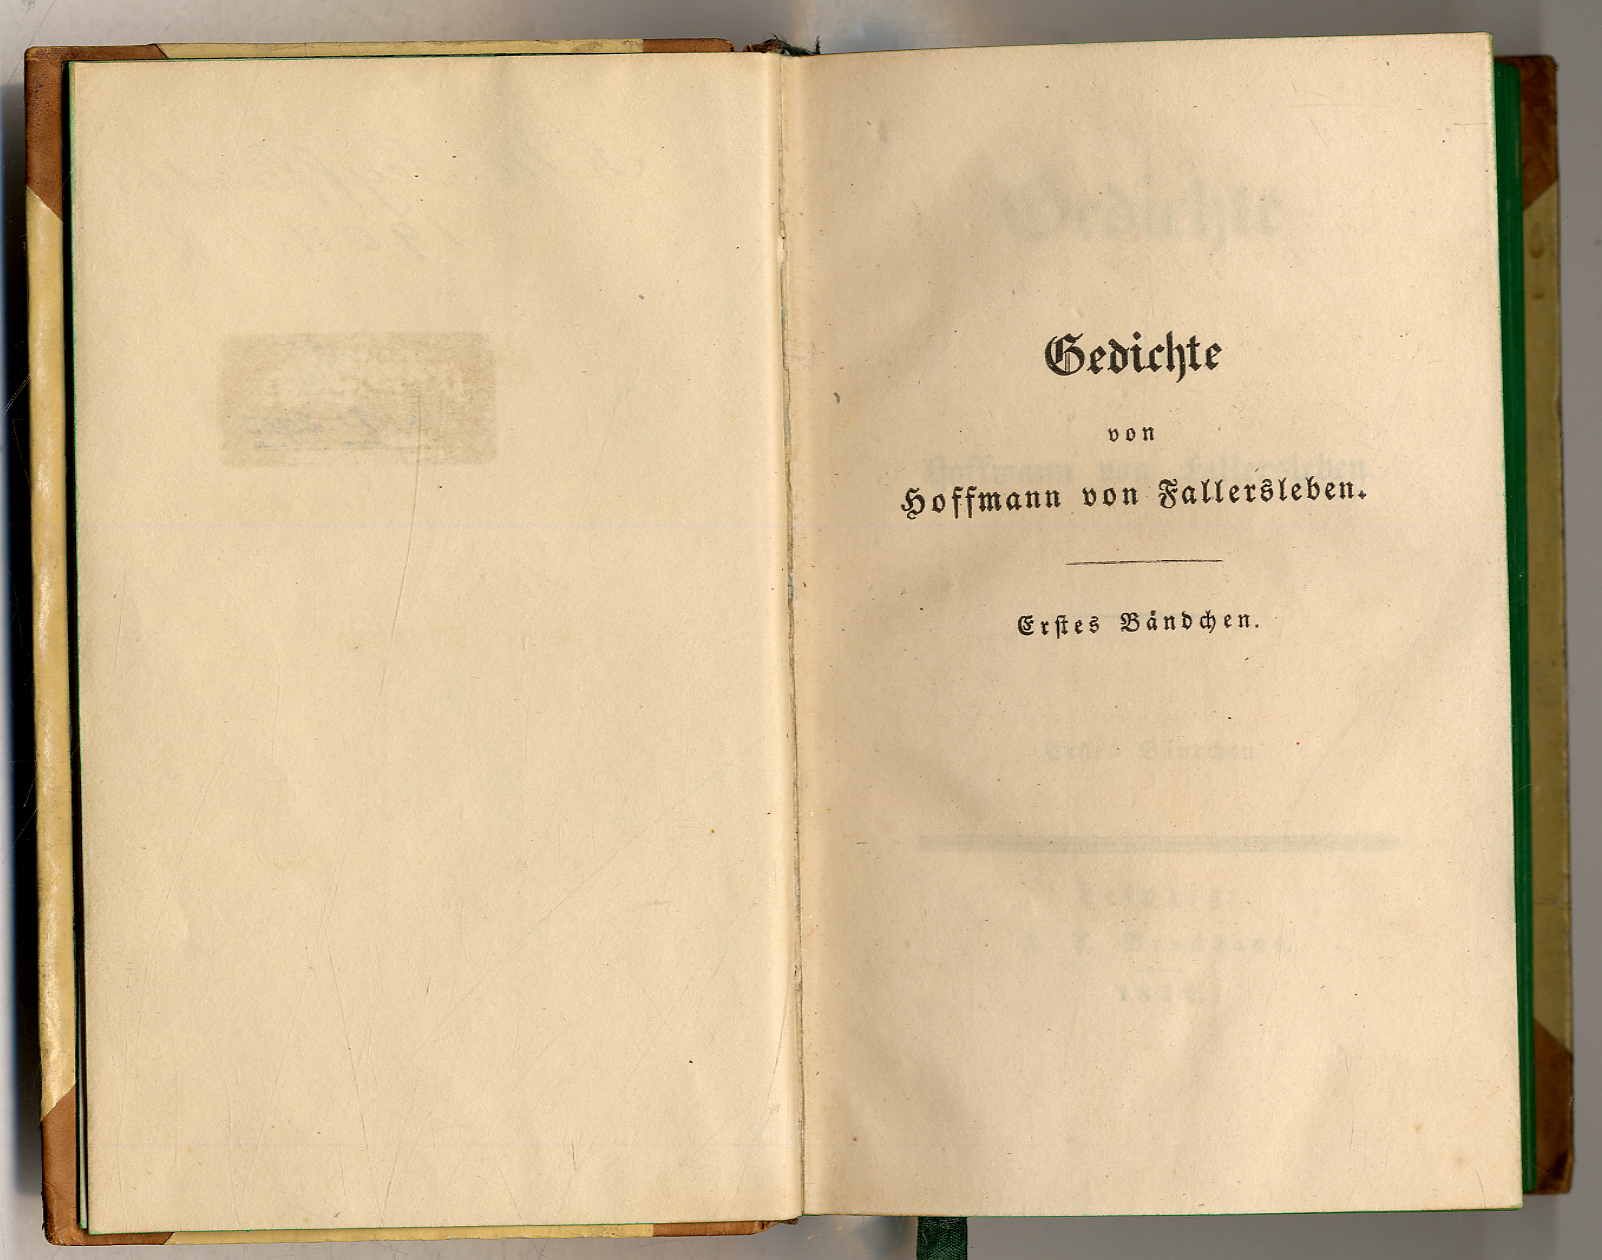 Gedichte
von
Hoffmann von Fallersleben.
Erstes Bändchen.